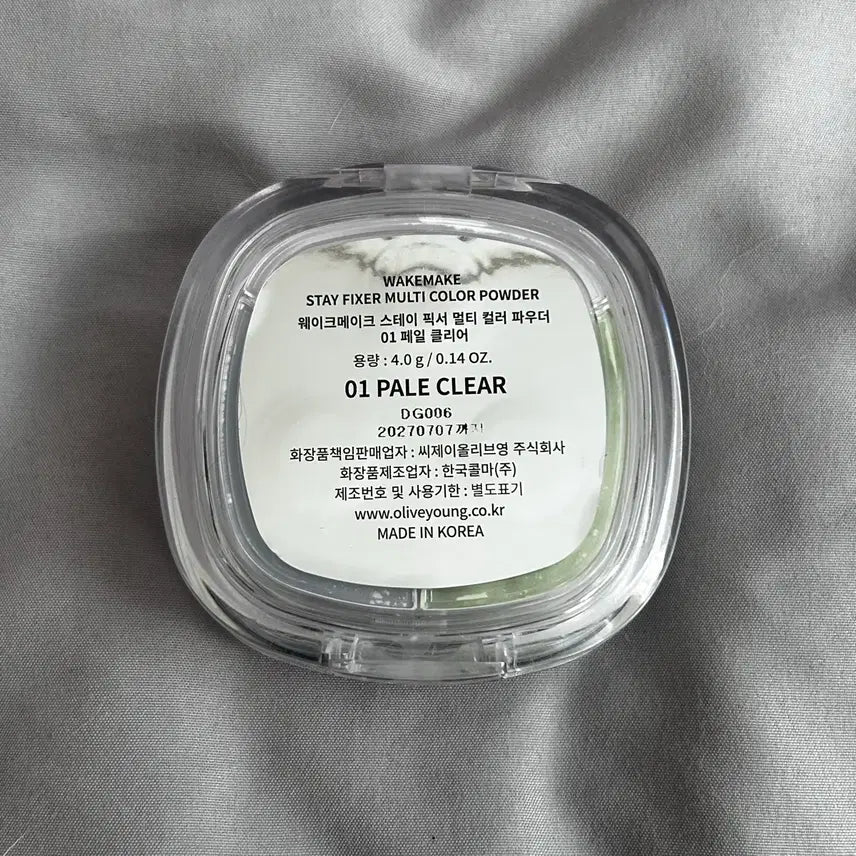 WAKEMAKE
STAY FIXER MULTI COLOR POWDER
웨이크메이크 스테이 픽서 멀티 컬러 파우더
01 페일 클리어
용량 : 4.0 g / 0.14 OZ.
01 PALE CLEAR
DG006
20270707까지
화장품책임판매업자 : 씨제이올리브영 주식회사
화장품제조업자 : 한국콜마(주)
제조번호 및 사용기한 : 별도표기
www.oliveyoung.co.kr
MADE IN KOREA